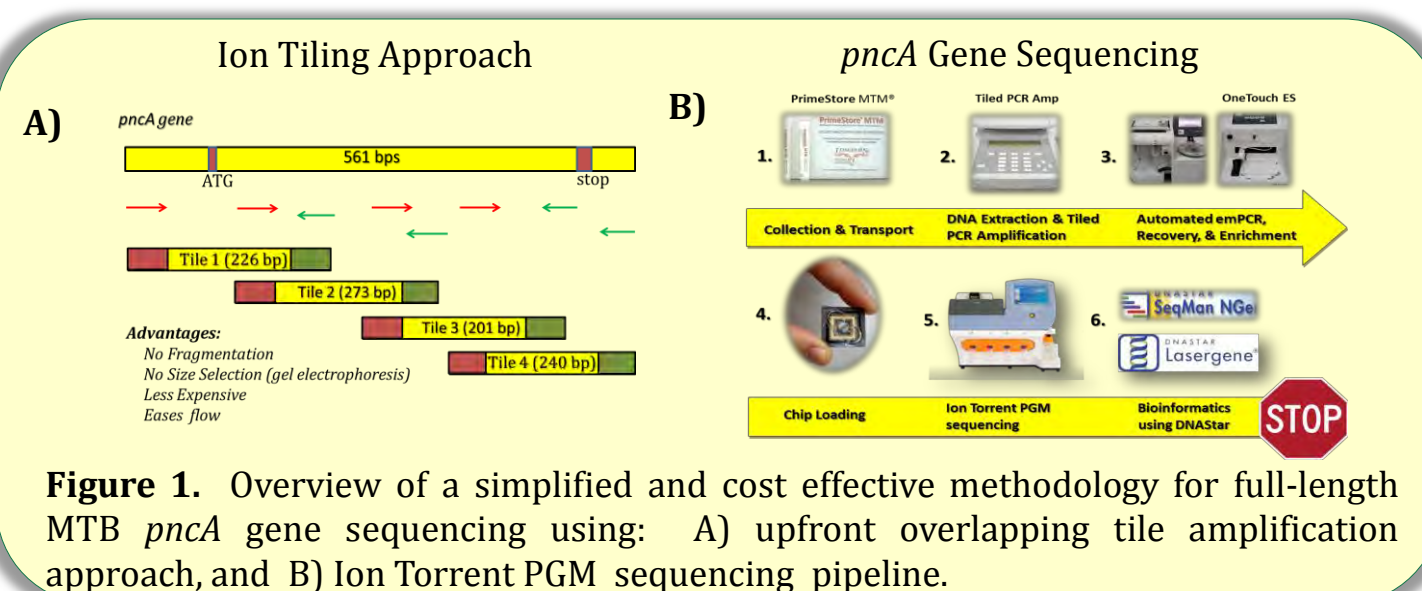 Ion Tiling Approach
A)
pncA gene
561 bps
ATG
stop
Tile 1 (226 bp)
Tile 2 (273 bp)
Tile 3 (201 bp)
Tile 4 (240 bp)
Advantages:
No Fragmentation
No Size Selection (gel electrophoresis)
Less Expensive
Eases flow
pncA Gene Sequencing
B)
PrimeStore MTM®
Tiled PCR Amp
OneTouch ES
PrimeStore MTM
1.
2.
3.
Collection & Transport
DNA Extraction & Tiled
PCR Amplification
Automated emPCR,
Recovery, & Enrichment
4.
5.
6.
DNASTAR
SeqMan NGe
DNASTAR
Lasergene®
Chip Loading
Ion Torrent PGM
sequencing
Bioinformatics
using DNAStar
STOP
Figure 1. Overview of a simplified and cost effective methodology for full-length
MTB pncA gene sequencing using: A) upfront overlapping tile amplification
approach, and B) Ion Torrent PGM sequencing pipeline.